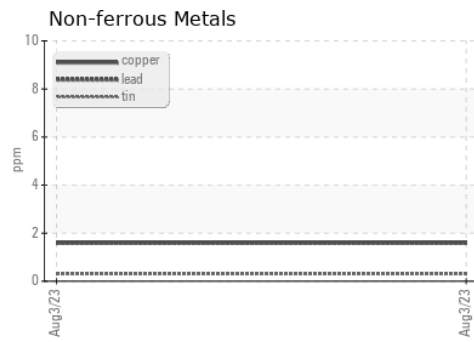 Non-ferrous Metals
10
8
6
4
2
0
ppm
copper
lead
tin
Aug3/23
Aug3/23